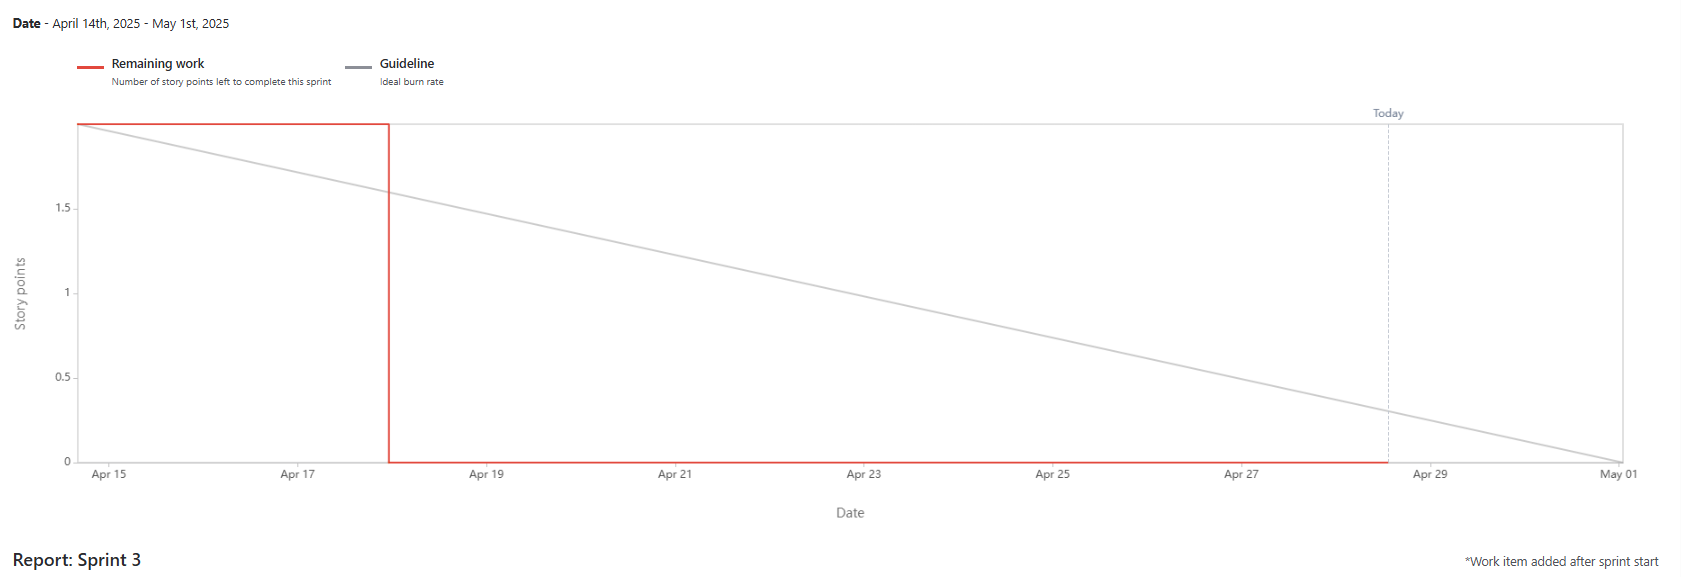 Date - April 14th, 2025 - May 1st, 2025
Remaining work
Number of story points left to complete this sprint
Guideline
Ideal burn rate
Today
Story points
1.5
1
0.5
0
Apr 15
Apr 17
Apr 19
Apr 21
Apr 23
Apr 25
Apr 27
Apr 29
May 01
Date
Report: Sprint 3
*Work item added after sprint start